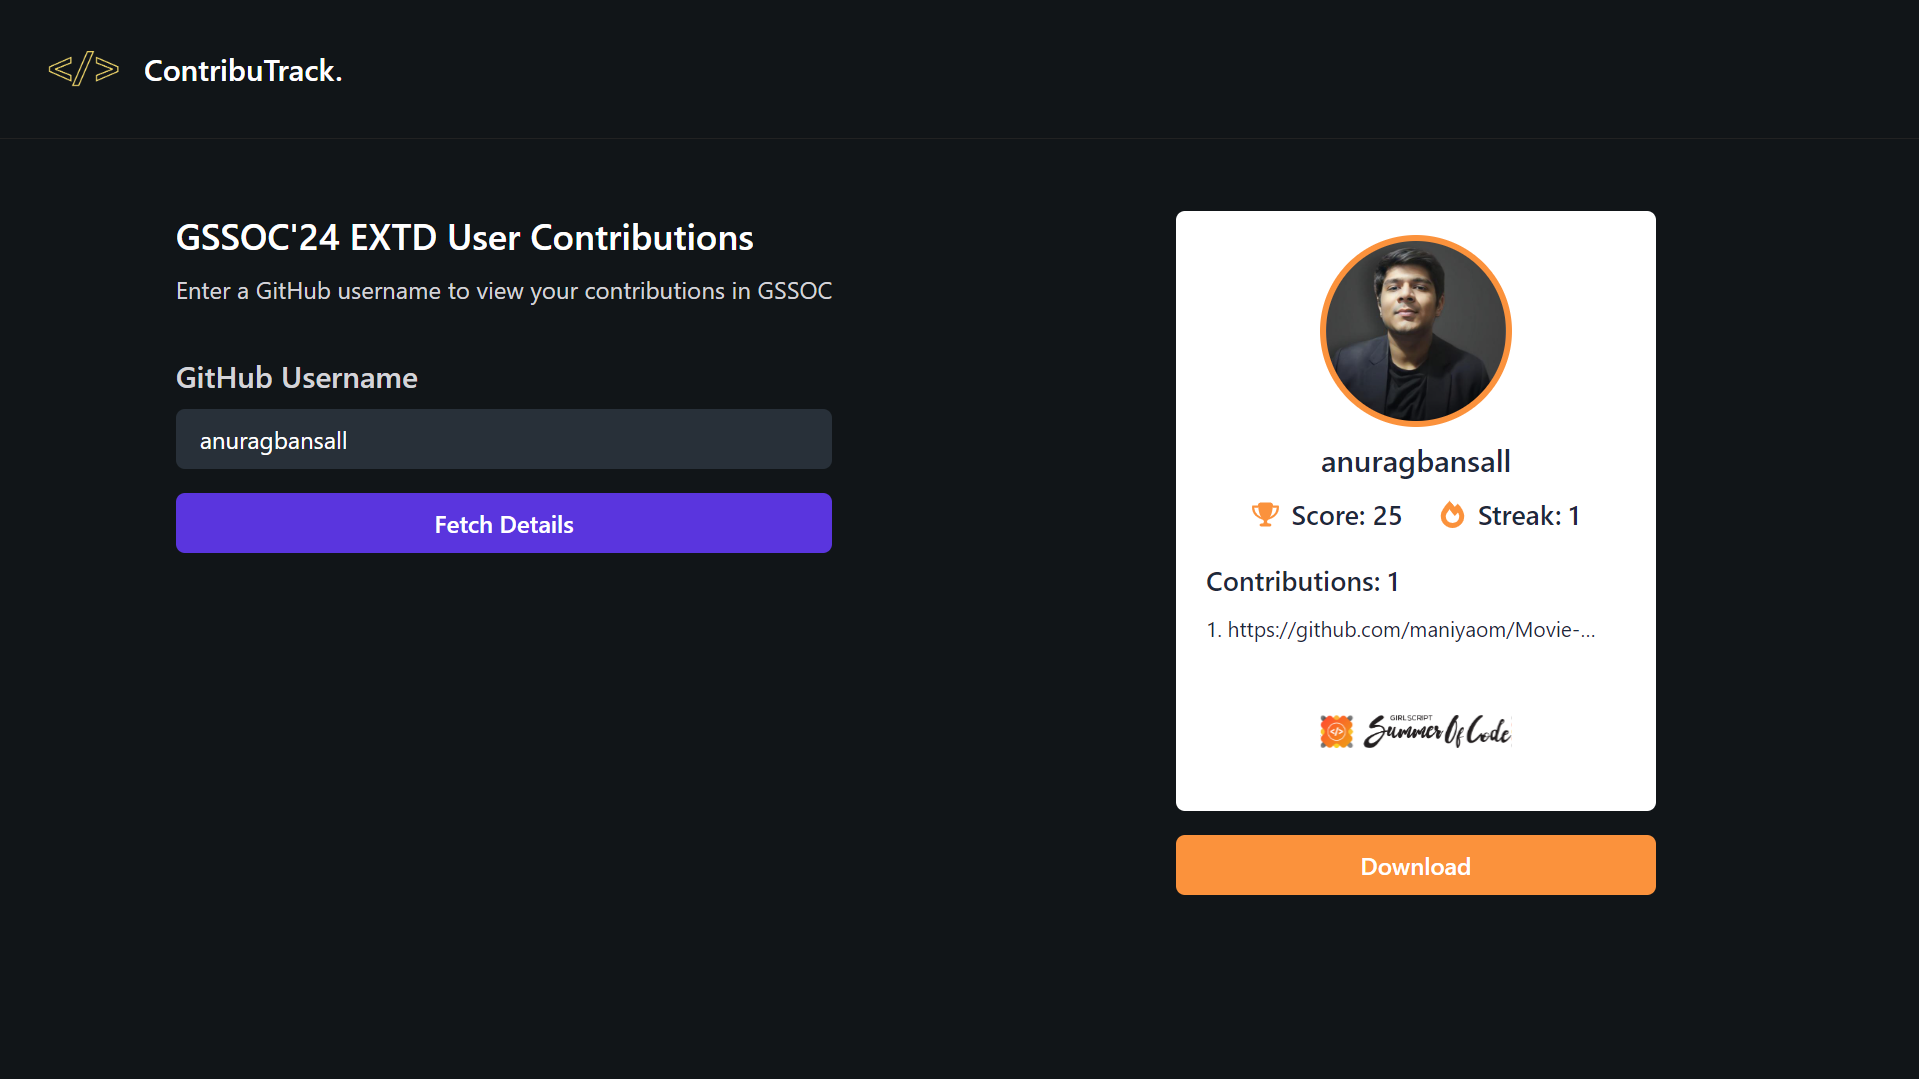 </> ContribuTrack.
GSSOC'24 EXTD User Contributions
Enter a GitHub username to view your contributions in GSSOC
GitHub Username
anuragbansall
Fetch Details
anuragbansall
Score: 25 Streak: 1
Contributions: 1
1. https://github.com/maniyaom/Movie-...
</>
GIRLSCRIPT
Summer Of Code
Download